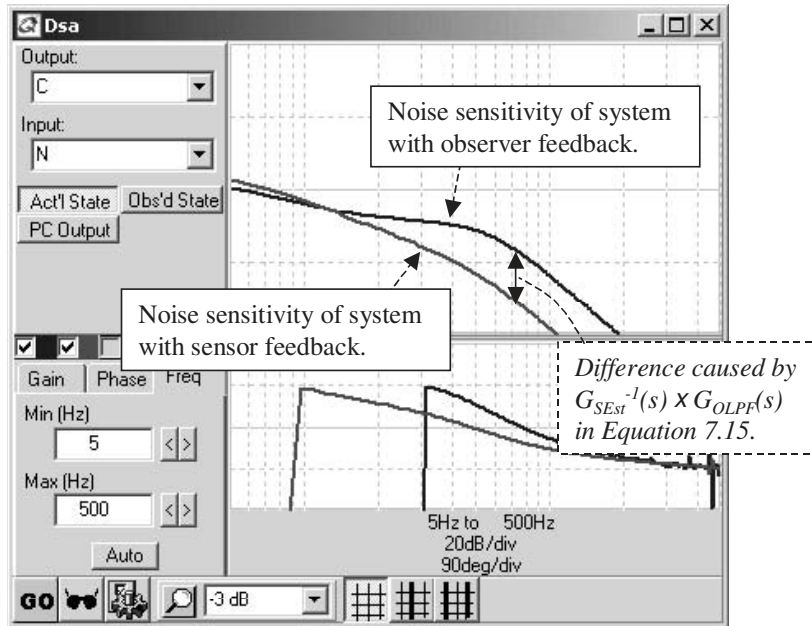 Dsa
Output:
C
Input:
N
Act'l State
Obs'd State
PC Output
Noise sensitivity of system
with observer feedback.
Noise sensitivity of system
with sensor feedback.
Difference caused by
G_SEst^-1(s) x G_OLPF(s)
in Equation 7.15.
Gain
Phase
Freq
Min (Hz)
5
< >
Max (Hz)
500
< >
Auto
5Hz to 500Hz
20dB/div
90deg/div
GO
-3 dB